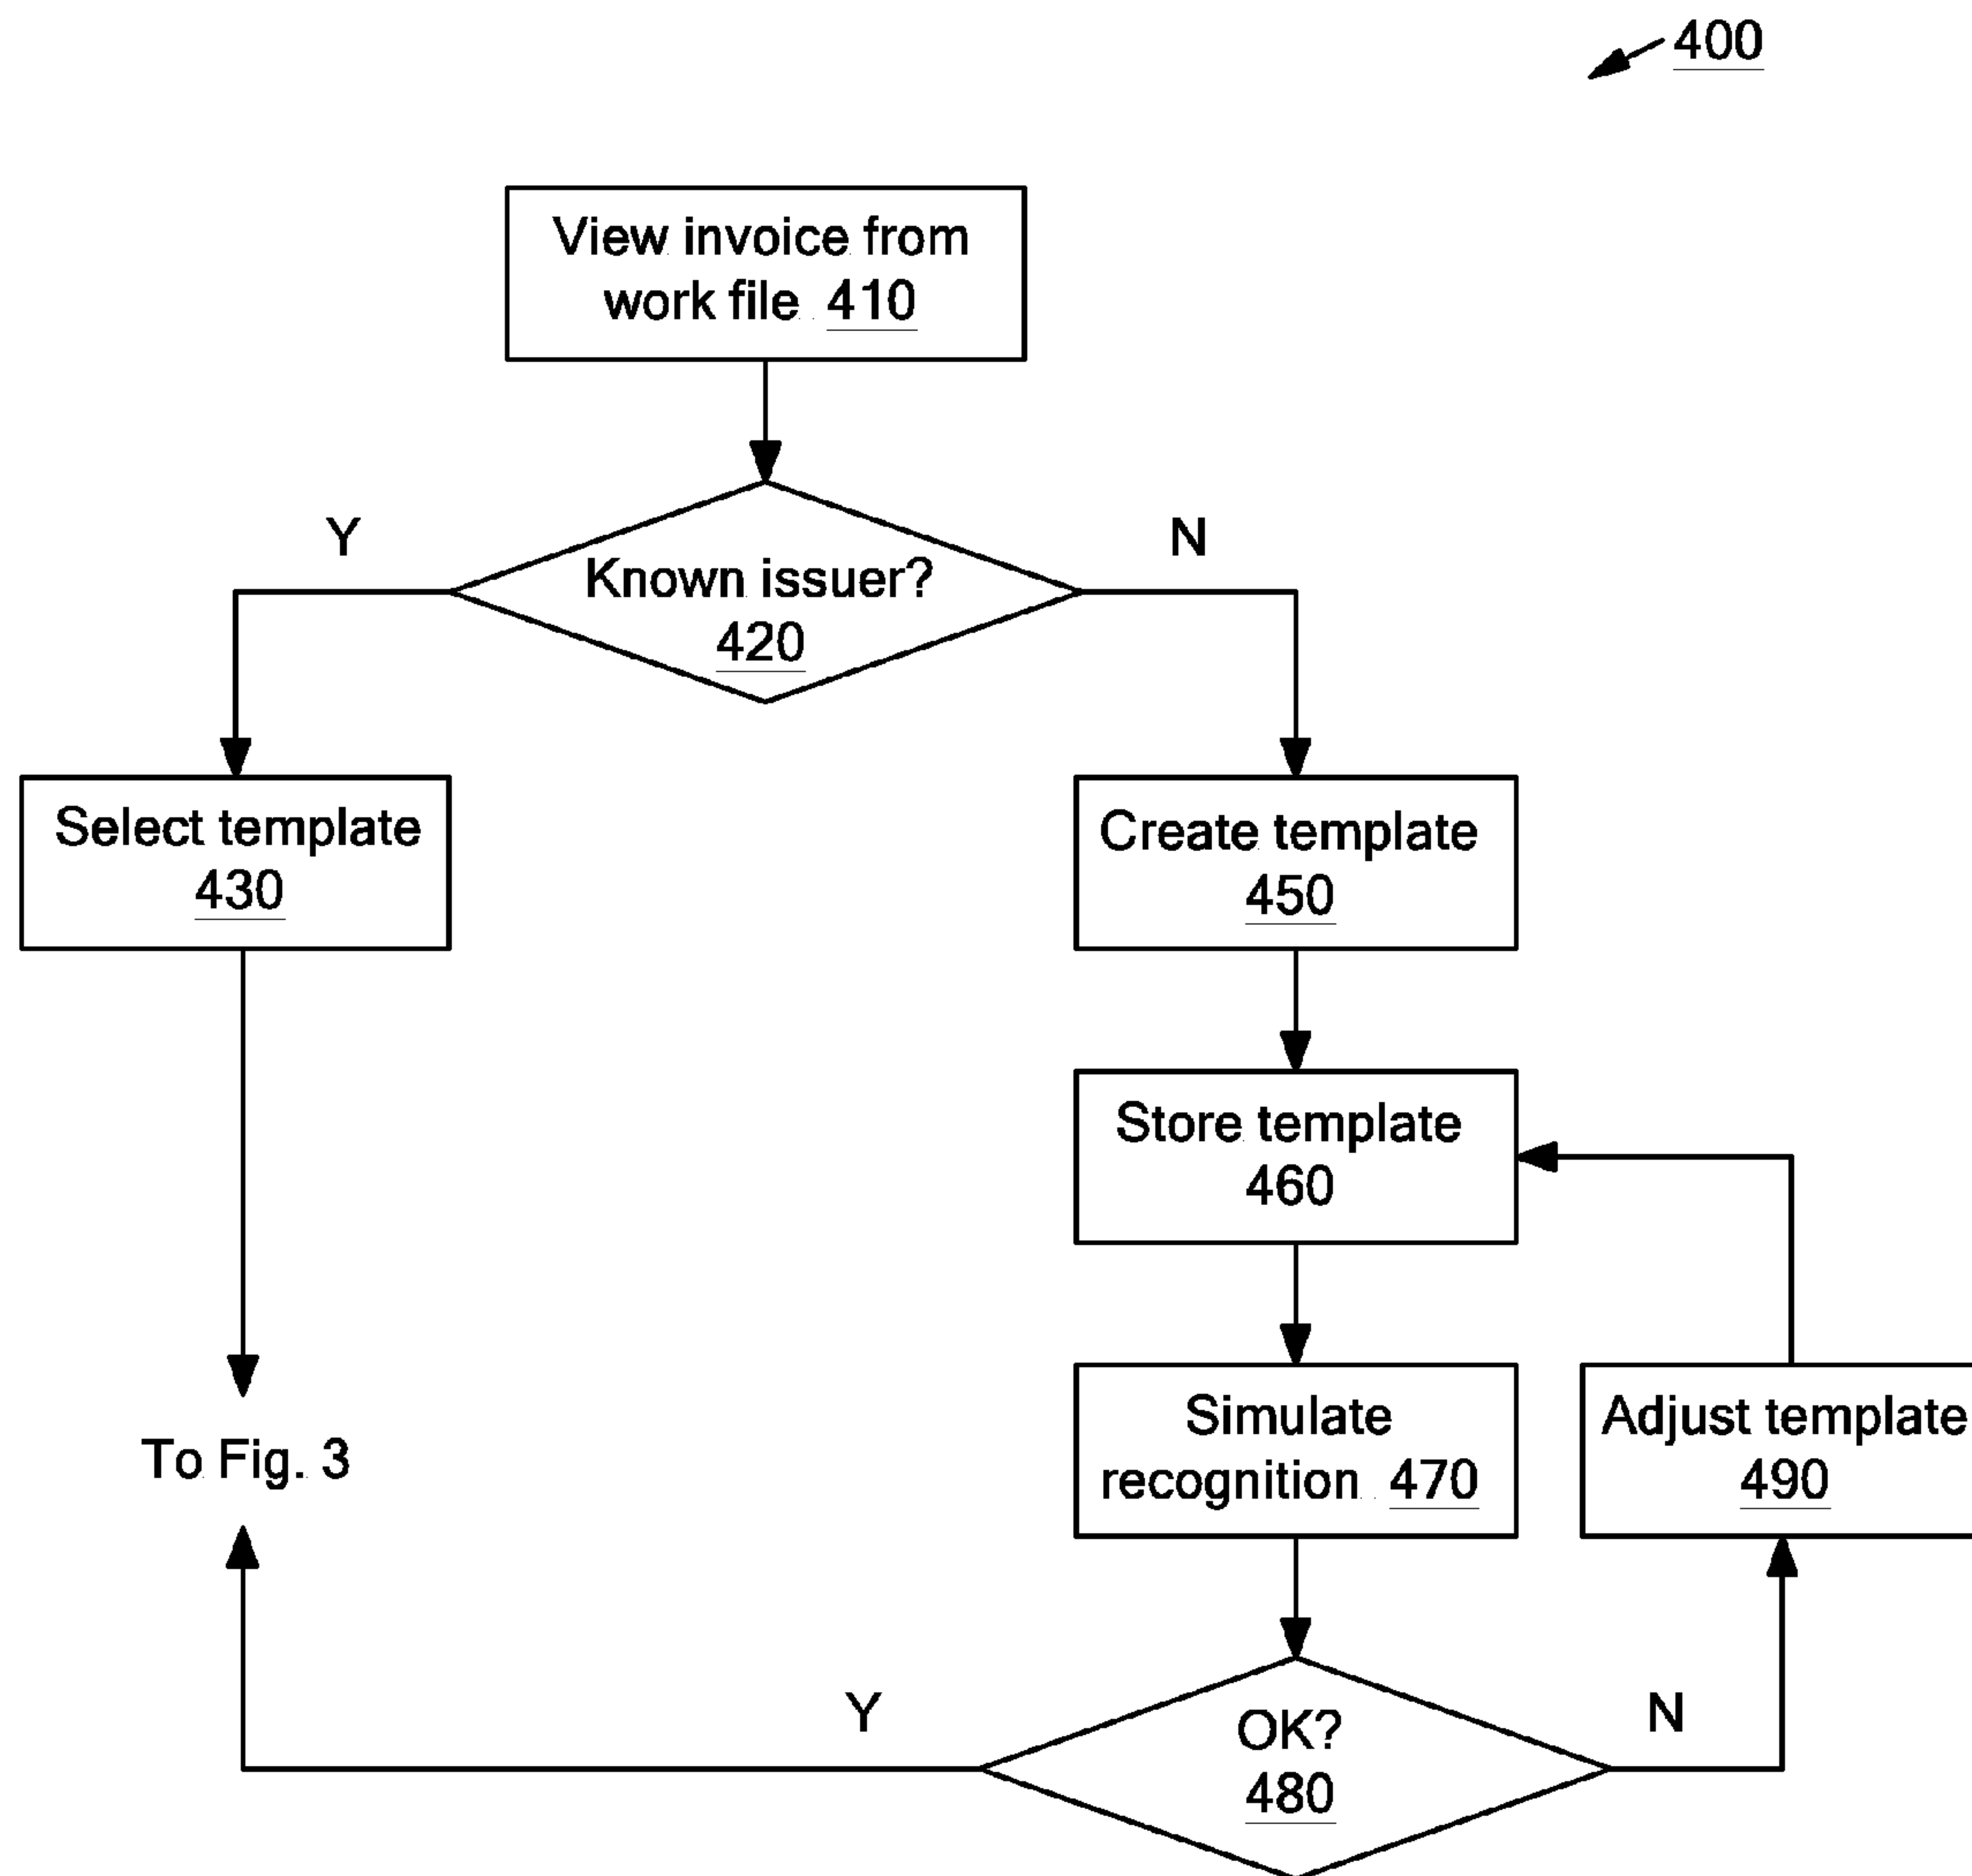 400
View invoice from
work file 410
Y
N
Known issuer?
420
Select template
430
Create template
450
Store template
460
Simulate
recognition 470
Adjust template
490
To Fig. 3
Y
N
OK?
480